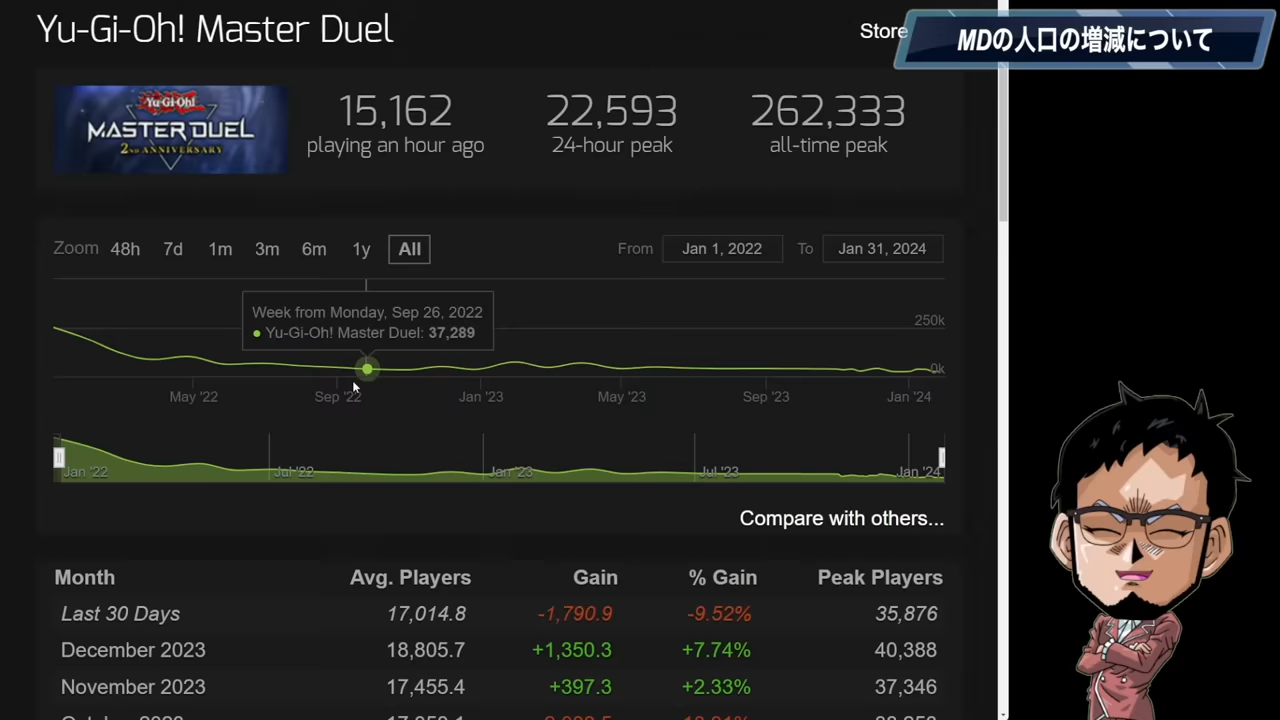 Yu-Gi-Oh! Master Duel
Store
MDの人口の増減について
Yu-Gi-Oh!
MASTER DUEL
2ND ANNIVERSARY
15,162
playing an hour ago
22,593
24-hour peak
262,333
all-time peak
Zoom 48h 7d 1m 3m 6m 1y All
From Jan 1, 2022 To Jan 31, 2024
Week from Monday, Sep 26, 2022
Yu-Gi-Oh! Master Duel: 37,289
250k
0k
May '22 Sep '22 Jan '23 May '23 Sep '23 Jan '24
Jan '22 Jul '22 Jan '23 Jul '23 Jan '24
Compare with others...
Month Avg. Players Gain % Gain Peak Players
Last 30 Days 17,014.8 -1,790.9 -9.52% 35,876
December 2023 18,805.7 +1,350.3 +7.74% 40,388
November 2023 17,455.4 +397.3 +2.33% 37,346